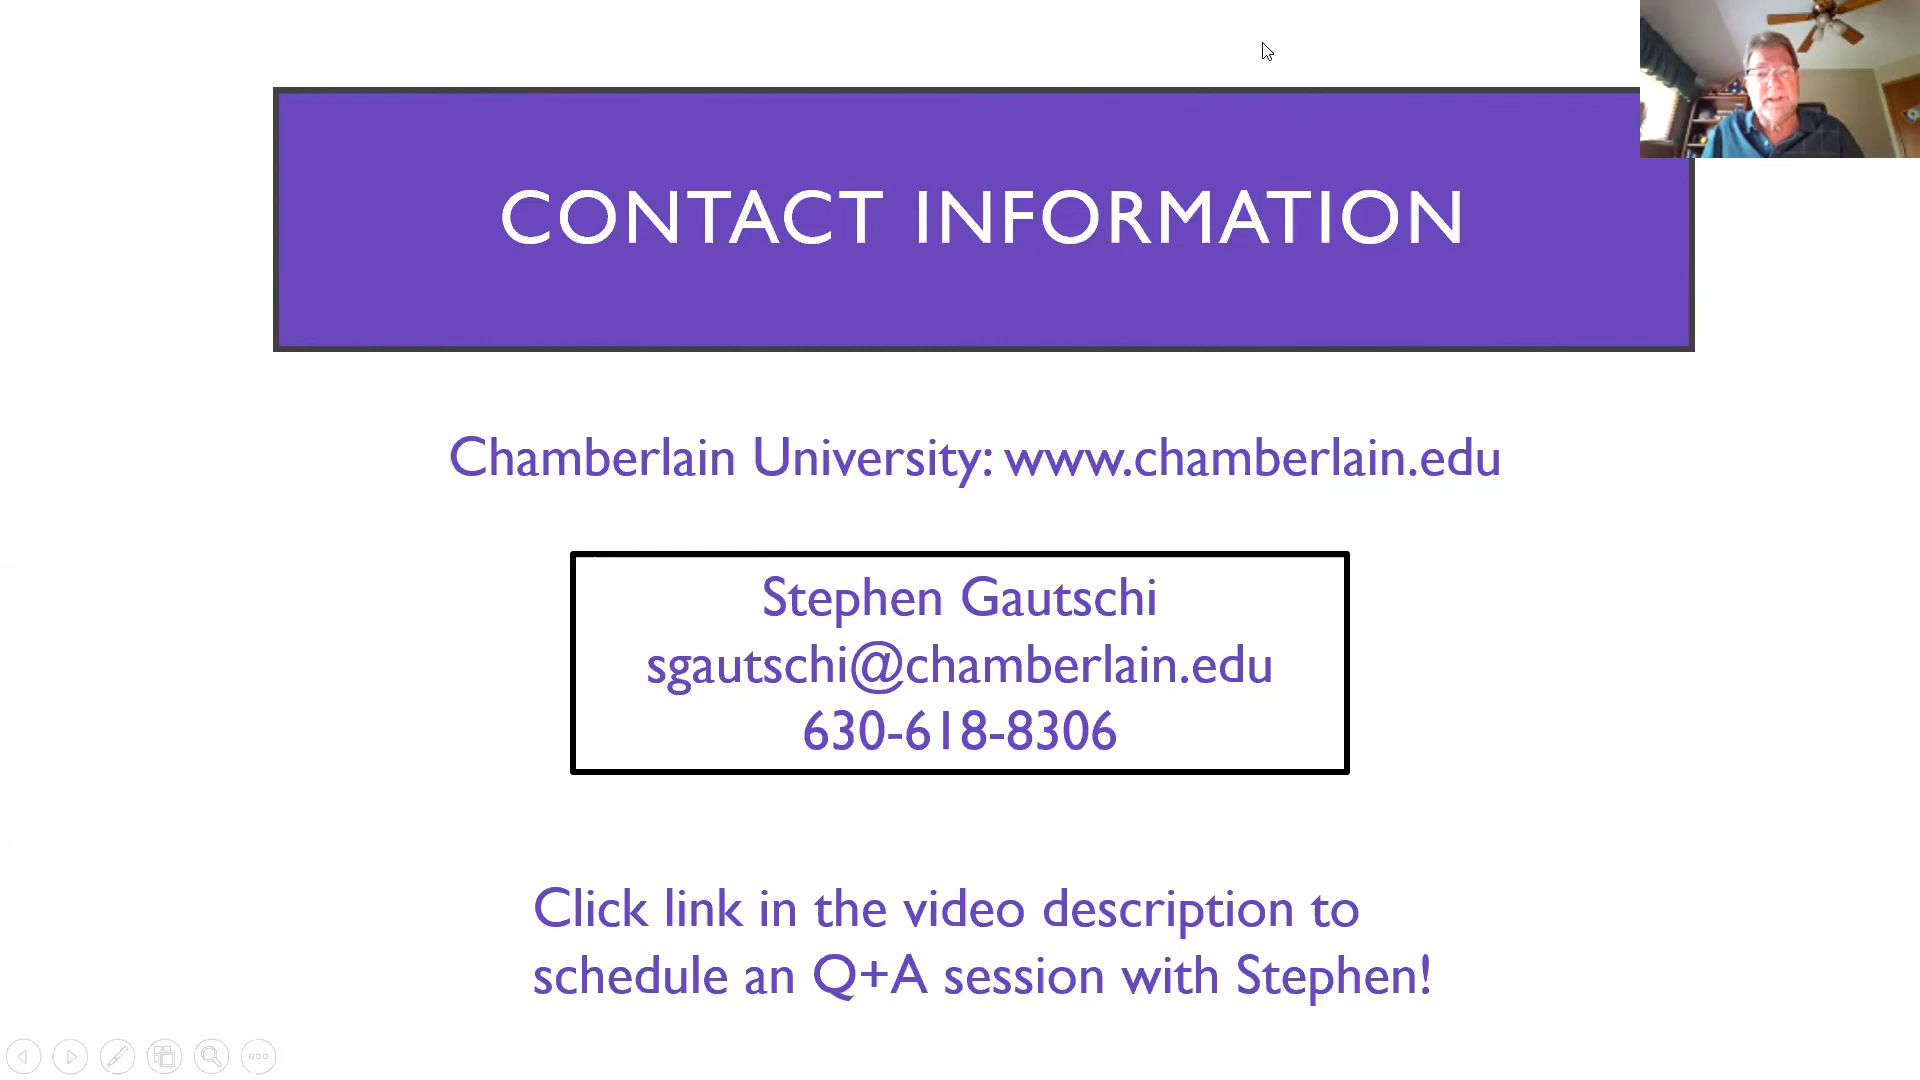 CONTACT INFORMATION
Chamberlain University: www.chamberlain.edu
Stephen Gautschi
sgautschi@chamberlain.edu
630-618-8306
Click link in the video description to
schedule an Q+A session with Stephen!